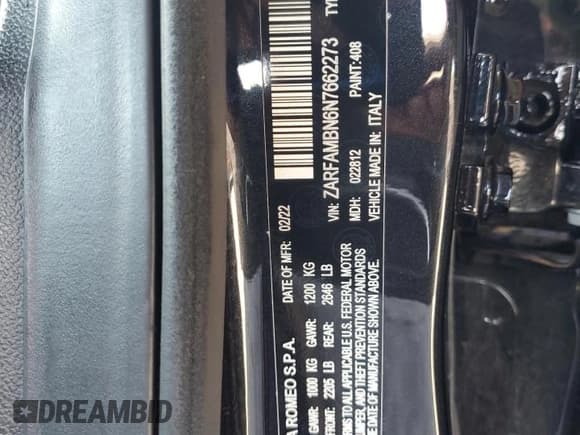 A ROMEO S.P.A. DATE OF MFR: 02/22
GAWR: 1000 KG GAWR: 1200 KG
FRONT: 2205 LB REAR: 2646 LB
TO ALL APPLICABLE U.S. FEDERAL MOTOR
AND THEFT PREVENTION STANDARDS
DATE OF MANUFACTURE SHOWN ABOVE.
VIN: ZARFAMBN6N7662273
MDH: 022812 PAINT: 408
VEHICLE MADE IN: ITALY
DREAMBID